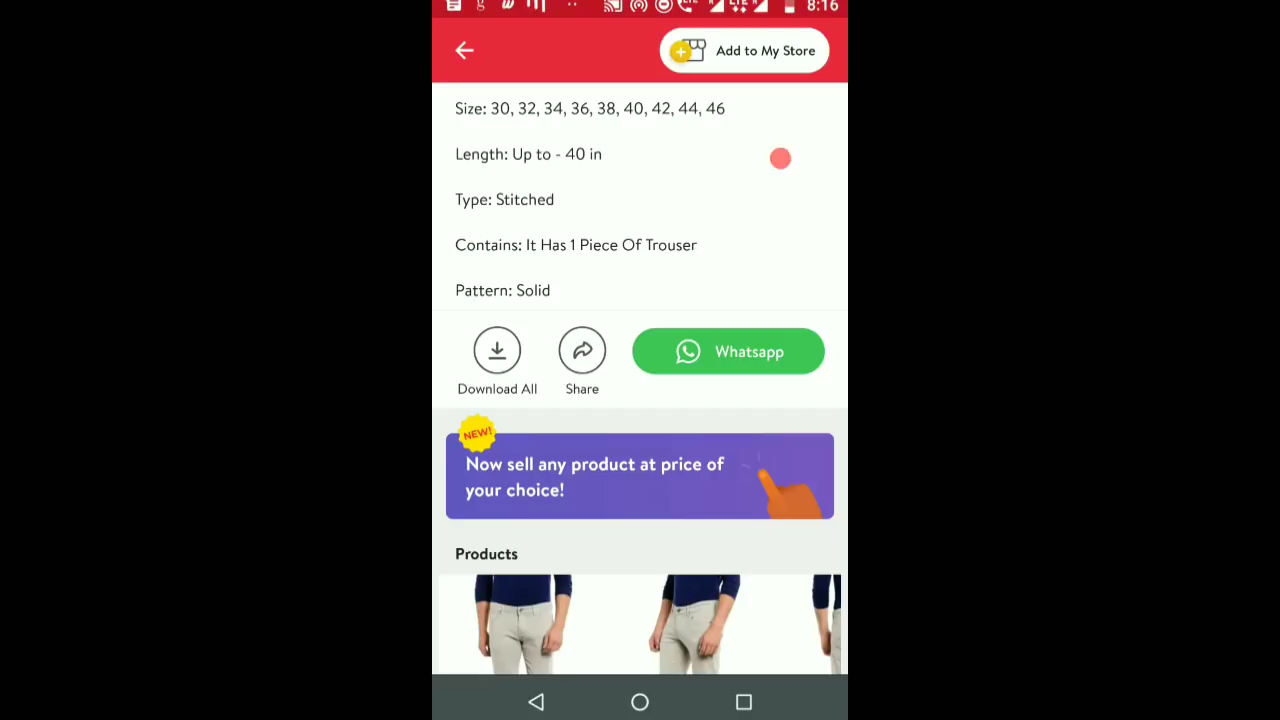 8:16
Add to My Store
Size: 30, 32, 34, 36, 38, 40, 42, 44, 46
Length: Up to - 40 in
Type: Stitched
Contains: It Has 1 Piece Of Trouser
Pattern: Solid
Whatsapp
Download All
Share
NEW!
Now sell any product at price of
your choice!
Products